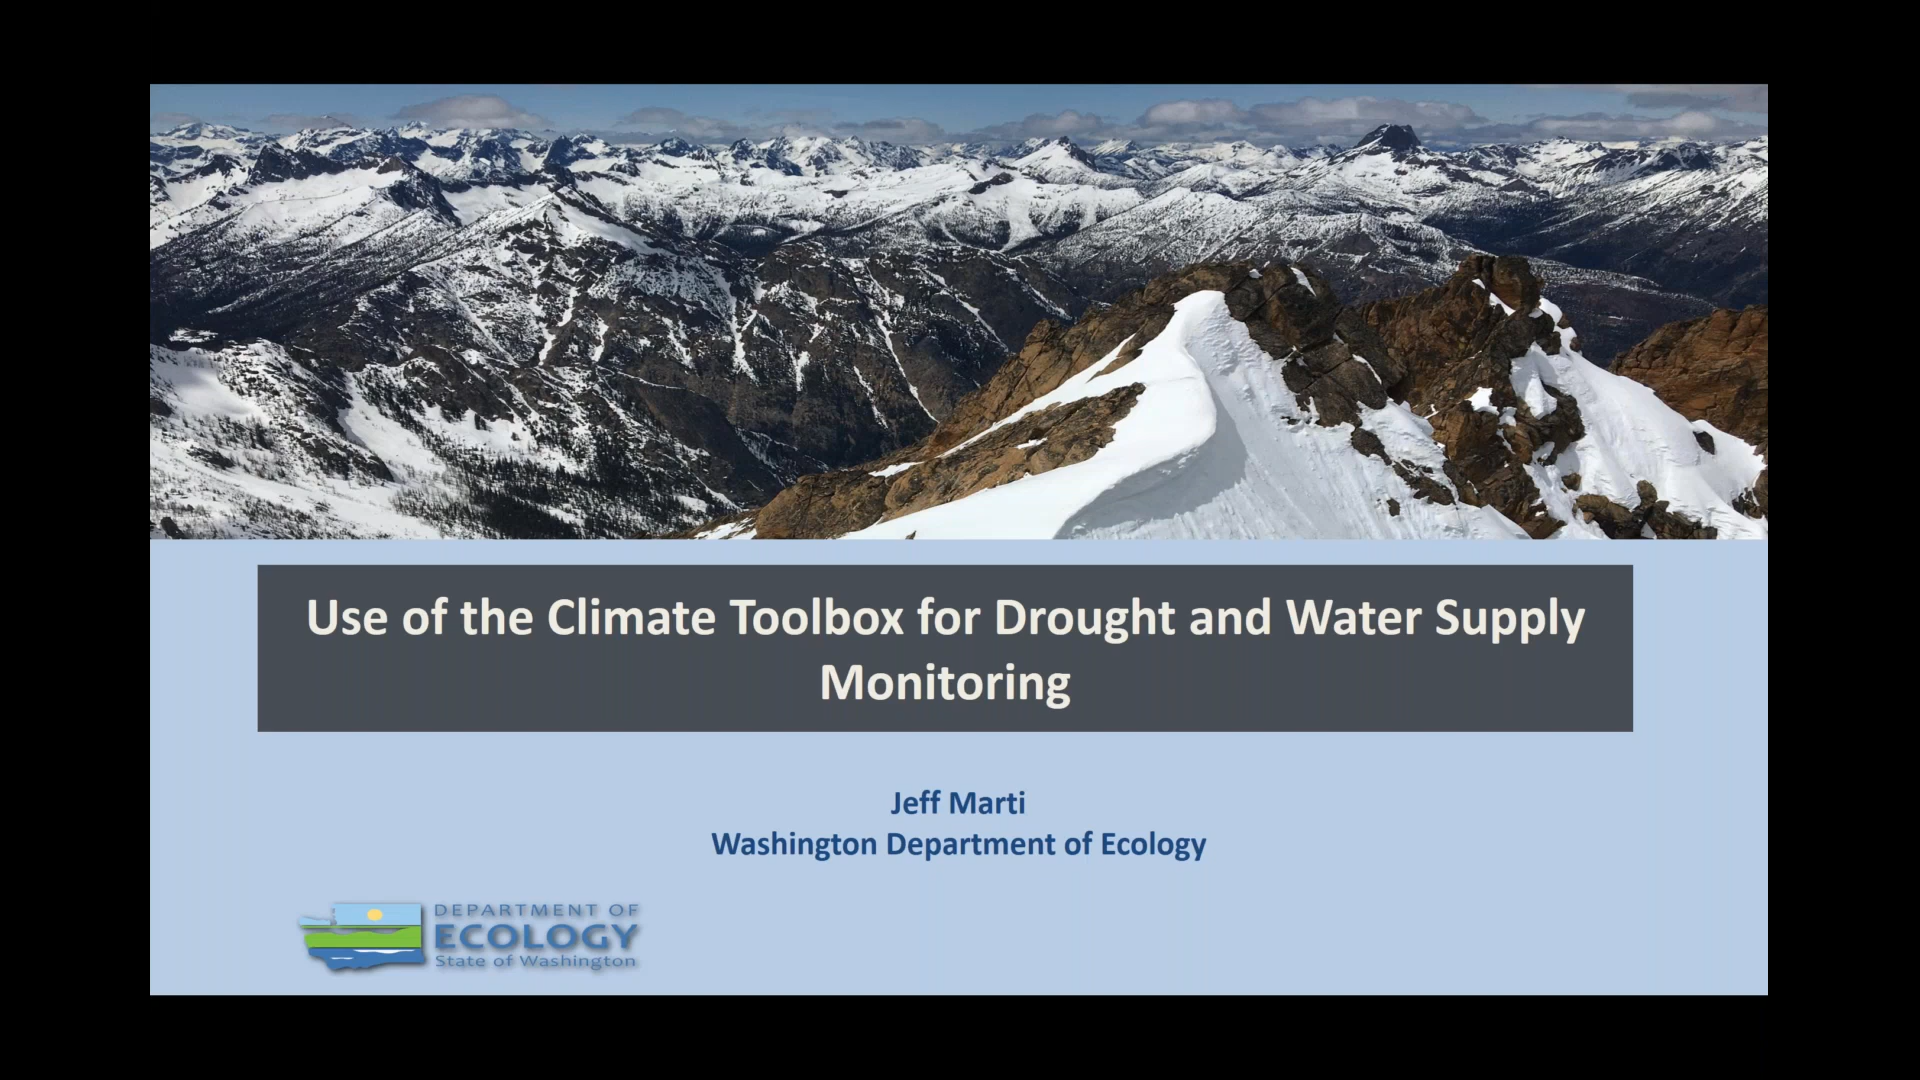 Use of the Climate Toolbox for Drought and Water Supply
Monitoring
Jeff Marti
Washington Department of Ecology
DEPARTMENT OF
ECOLOGY
State of Washington